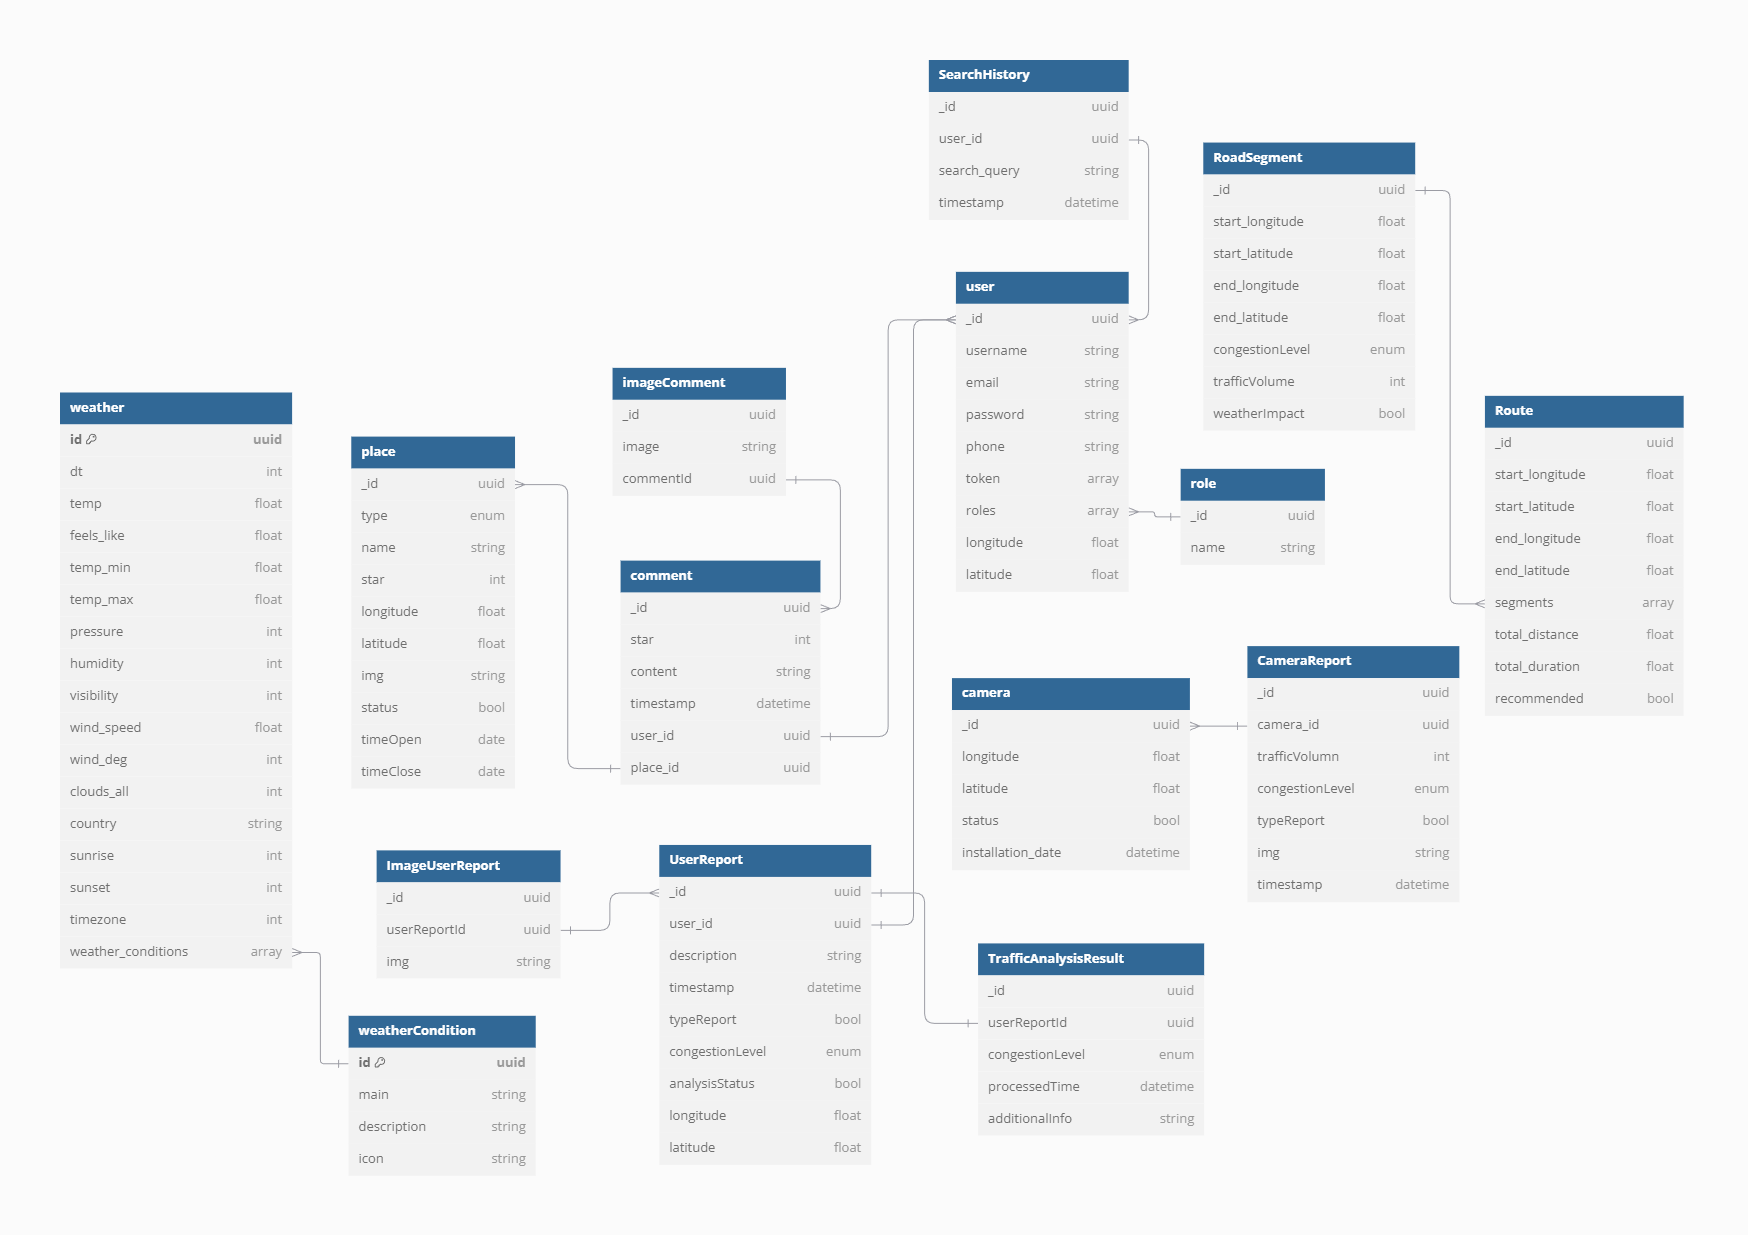 SearchHistory
_id uuid
user_id uuid
search_query string
timestamp datetime
RoadSegment
_id uuid
start_longitude float
start_latitude float
end_longitude float
end_latitude float
congestionLevel enum
trafficVolume int
weatherImpact bool
user
_id uuid
username string
email string
password string
phone string
token array
roles array
longitude float
latitude float
imageComment
_id uuid
image string
commentId uuid
weather
id uuid
dt int
temp float
feels_like float
temp_min float
temp_max float
pressure int
humidity int
visibility int
wind_speed float
wind_deg int
clouds_all int
country string
sunrise int
sunset int
timezone int
weather_conditions array
place
_id uuid
type enum
name string
star int
longitude float
latitude float
img string
status bool
timeOpen date
timeClose date
Route
_id uuid
start_longitude float
start_latitude float
end_longitude float
end_latitude float
segments array
total_distance float
total_duration float
recommended bool
role
_id uuid
name string
comment
_id uuid
star int
content string
timestamp datetime
user_id uuid
place_id uuid
CameraReport
_id uuid
camera_id uuid
trafficVolumn int
congestionLevel enum
typeReport bool
img string
timestamp datetime
camera
_id uuid
longitude float
latitude float
status bool
installation_date datetime
ImageUserReport
_id uuid
userReportId uuid
img string
UserReport
_id uuid
user_id uuid
description string
timestamp datetime
typeReport bool
congestionLevel enum
analysisStatus bool
longitude float
latitude float
TrafficAnalysisResult
_id uuid
userReportId uuid
congestionLevel enum
processedTime datetime
additionalInfo string
weatherCondition
id uuid
main string
description string
icon string